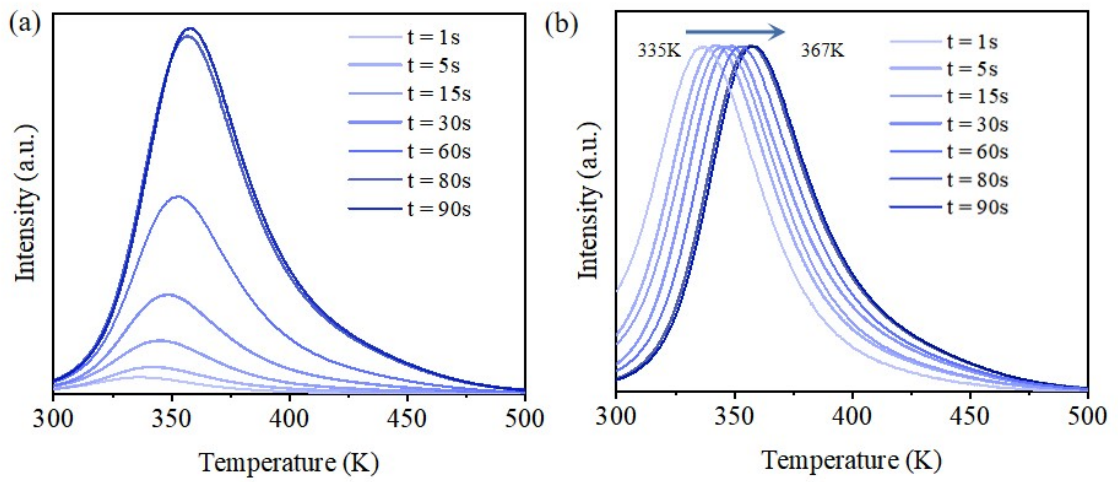 (a)
t = 1s
t = 5s
t = 15s
t = 30s
t = 60s
t = 80s
t = 90s
Intensity (a.u.)
300 350 400 450 500
Temperature (K)
(b)
335K 367K
t = 1s
t = 5s
t = 15s
t = 30s
t = 60s
t = 80s
t = 90s
Intensity (a.u.)
300 350 400 450 500
Temperature (K)